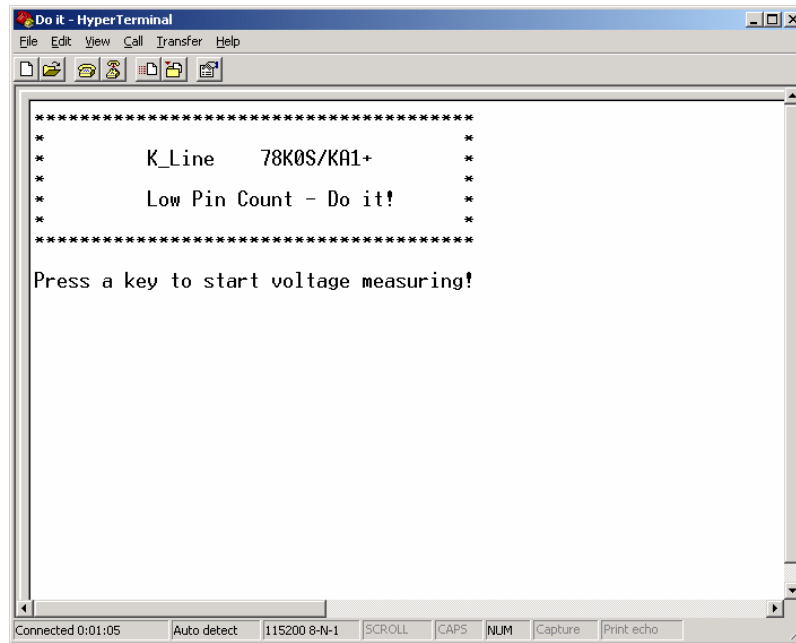 Do it - HyperTerminal
File Edit View Call Transfer Help
***************************************
* *
* K_Line 78K0S/KA1+ *
* *
* Low Pin Count - Do it! *
* *
***************************************
Press a key to start voltage measuring!
Connected 0:01:05 Auto detect 115200 8-N-1 SCROLL CAPS NUM Capture Print echo